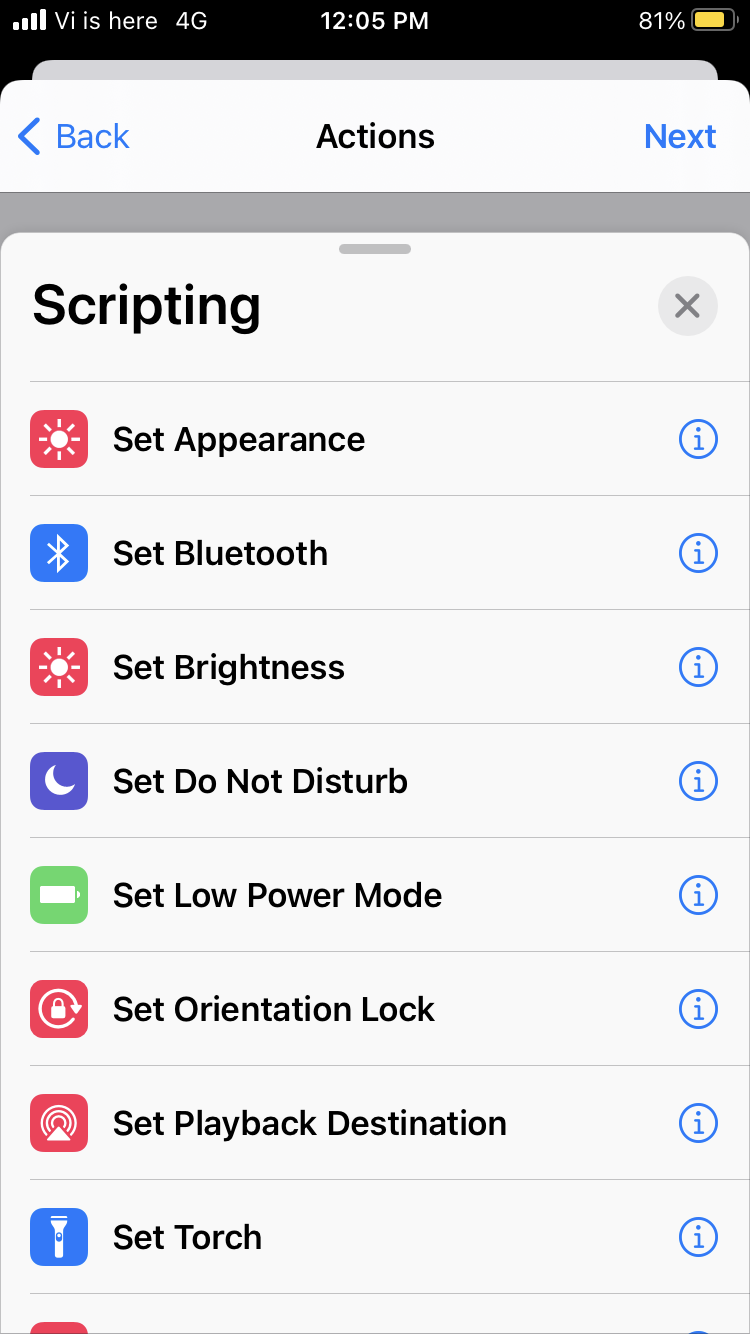 Vi is here 4G 12:05 PM 81%
Back Actions Next
Scripting
Set Appearance
Set Bluetooth
Set Brightness
Set Do Not Disturb
Set Low Power Mode
Set Orientation Lock
Set Playback Destination
Set Torch